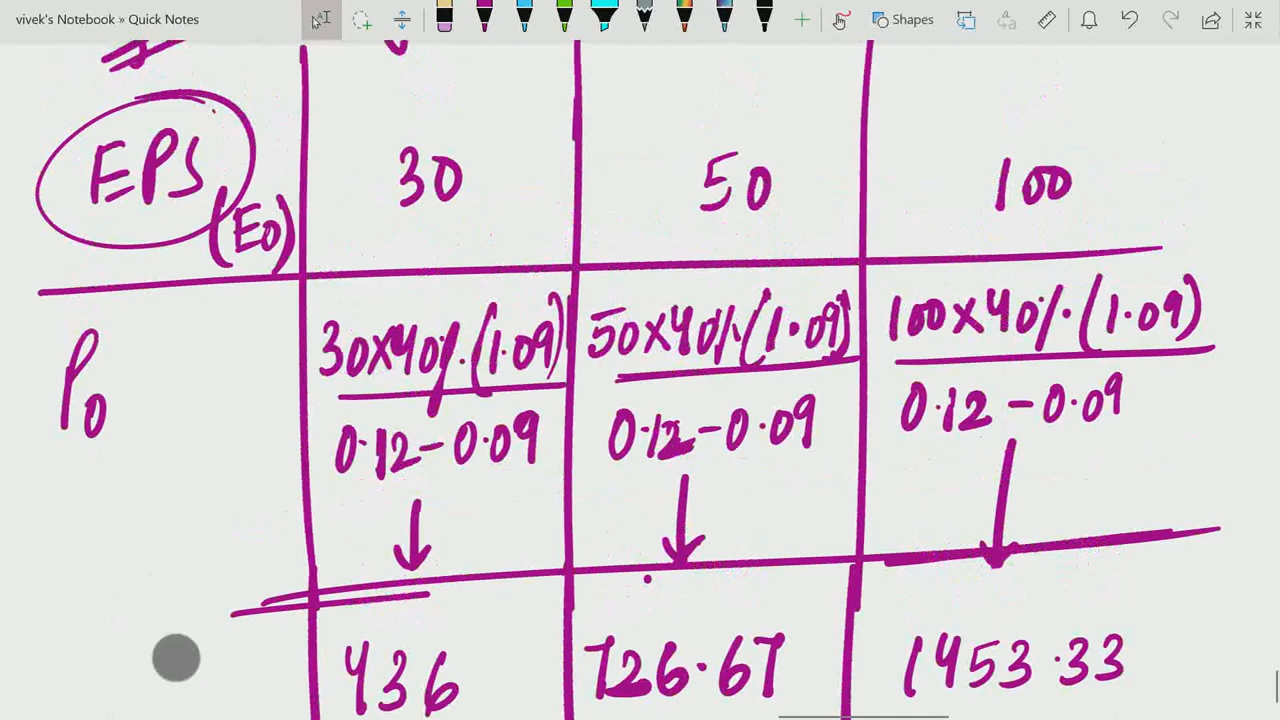 vivek's Notebook » Quick Notes
Shapes
EPS (E0) 30 50 100
P0 30×40%(1.09) 50×40%(1.09) 100×40%(1.09)
0.12-0.09 0.12-0.09 0.12-0.09
436 726.67 1453.33